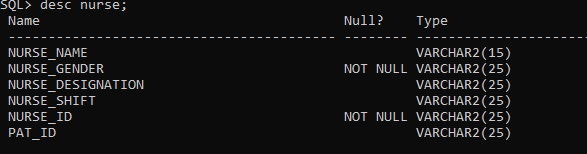 SQL> desc nurse;
Name Null? Type
----------------------------------------- -------- ----------------------
NURSE_NAME VARCHAR2(15)
NURSE_GENDER NOT NULL VARCHAR2(25)
NURSE_DESIGNATION VARCHAR2(25)
NURSE_SHIFT VARCHAR2(25)
NURSE_ID NOT NULL VARCHAR2(25)
PAT_ID VARCHAR2(25)